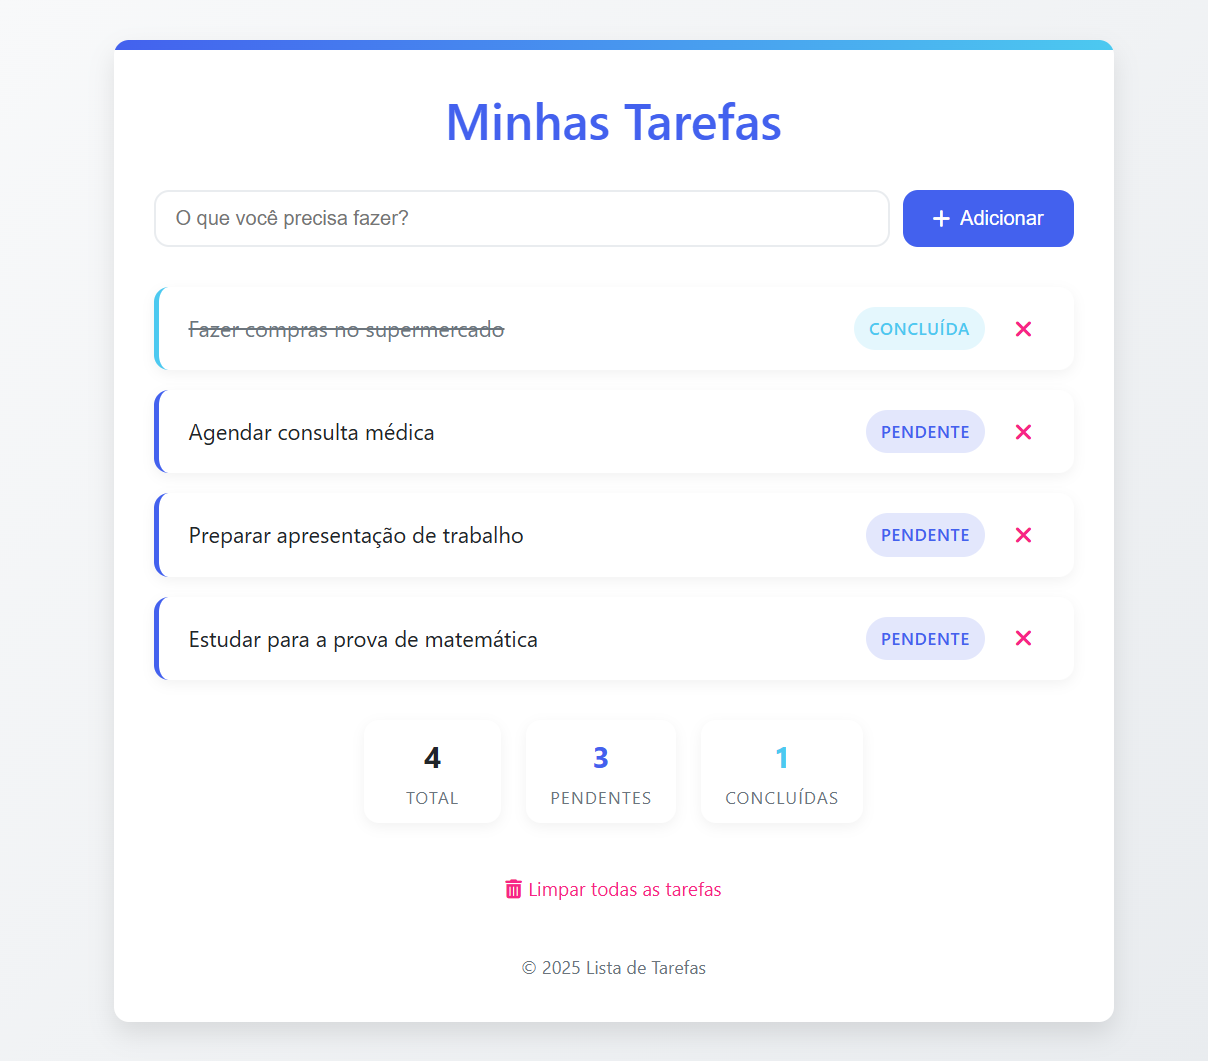 Minhas Tarefas
O que você precisa fazer?
Adicionar
Fazer compras no supermercado
CONCLUÍDA
Agendar consulta médica
PENDENTE
Preparar apresentação de trabalho
PENDENTE
Estudar para a prova de matemática
PENDENTE
4
TOTAL
3
PENDENTES
1
CONCLUÍDAS
Limpar todas as tarefas
© 2025 Lista de Tarefas